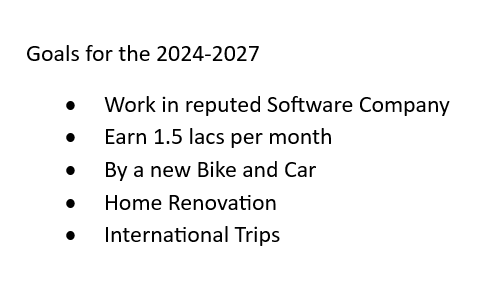 Goals for the 2024-2027
• Work in reputed Software Company
• Earn 1.5 lacs per month
• By a new Bike and Car
• Home Renovation
• International Trips